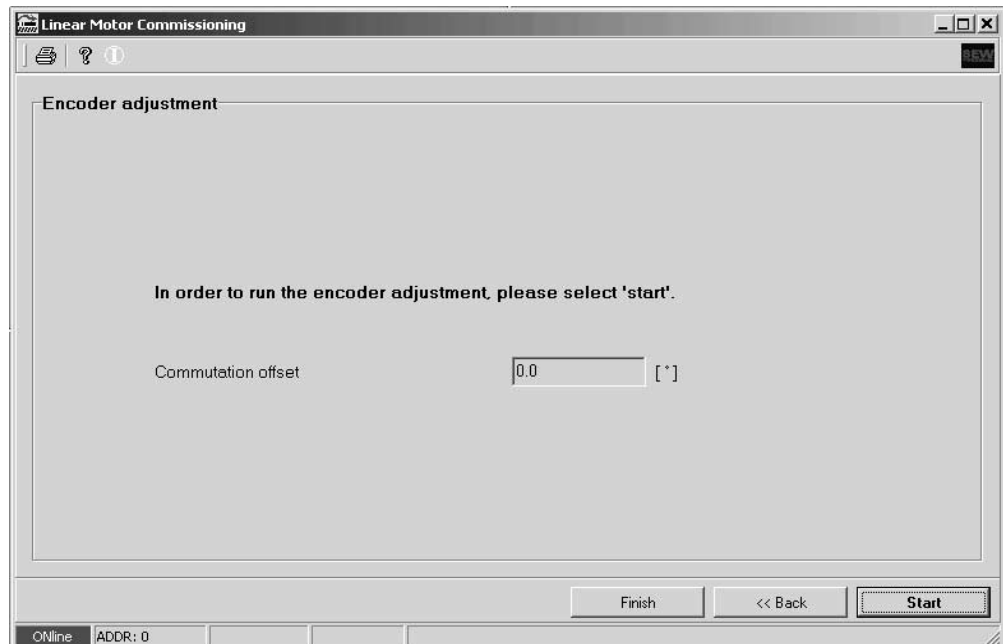 Linear Motor Commissioning
SEW
Encoder adjustment
In order to run the encoder adjustment, please select 'start'.
Commutation offset 0.0 [°]
Finish << Back Start
ONline ADDR: 0